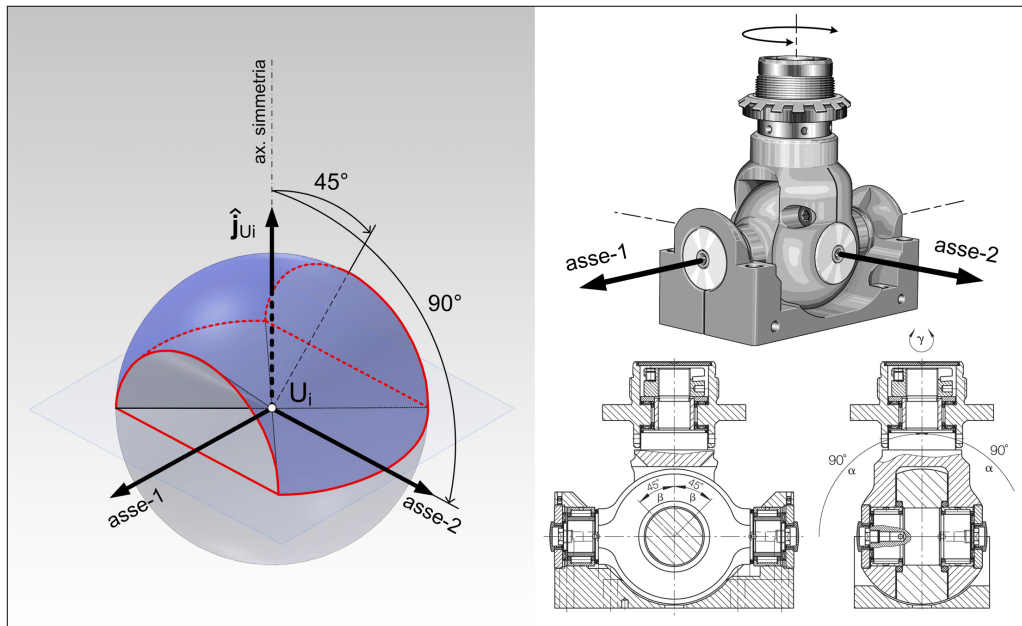 ax. simmetria
45°
ĵUi
90°
Ui
asse-1
asse-2
asse-1
asse-2
γ
45° 45°
β β
90° 90°
α α